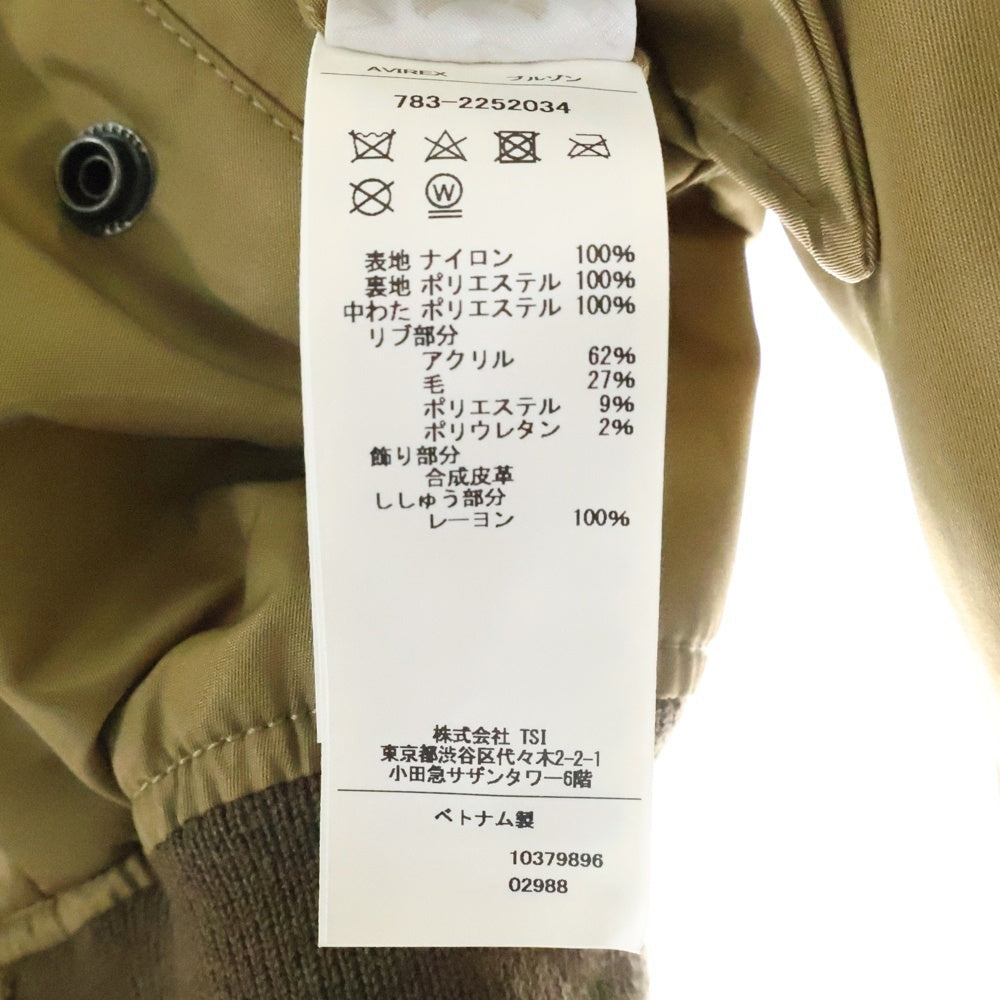 AVIREX ブルゾン
783-2252034
W
表地 ナイロン 100%
裏地 ポリエステル 100%
中わた ポリエステル 100%
リブ部分
アクリル 62%
毛 27%
ポリエステル 9%
ポリウレタン 2%
飾り部分
合成皮革
ししゅう部分
レーヨン 100%
株式会社 TSI
東京都渋谷区代々木2-2-1
小田急サザンタワー6階
ベトナム製
10379896
02988